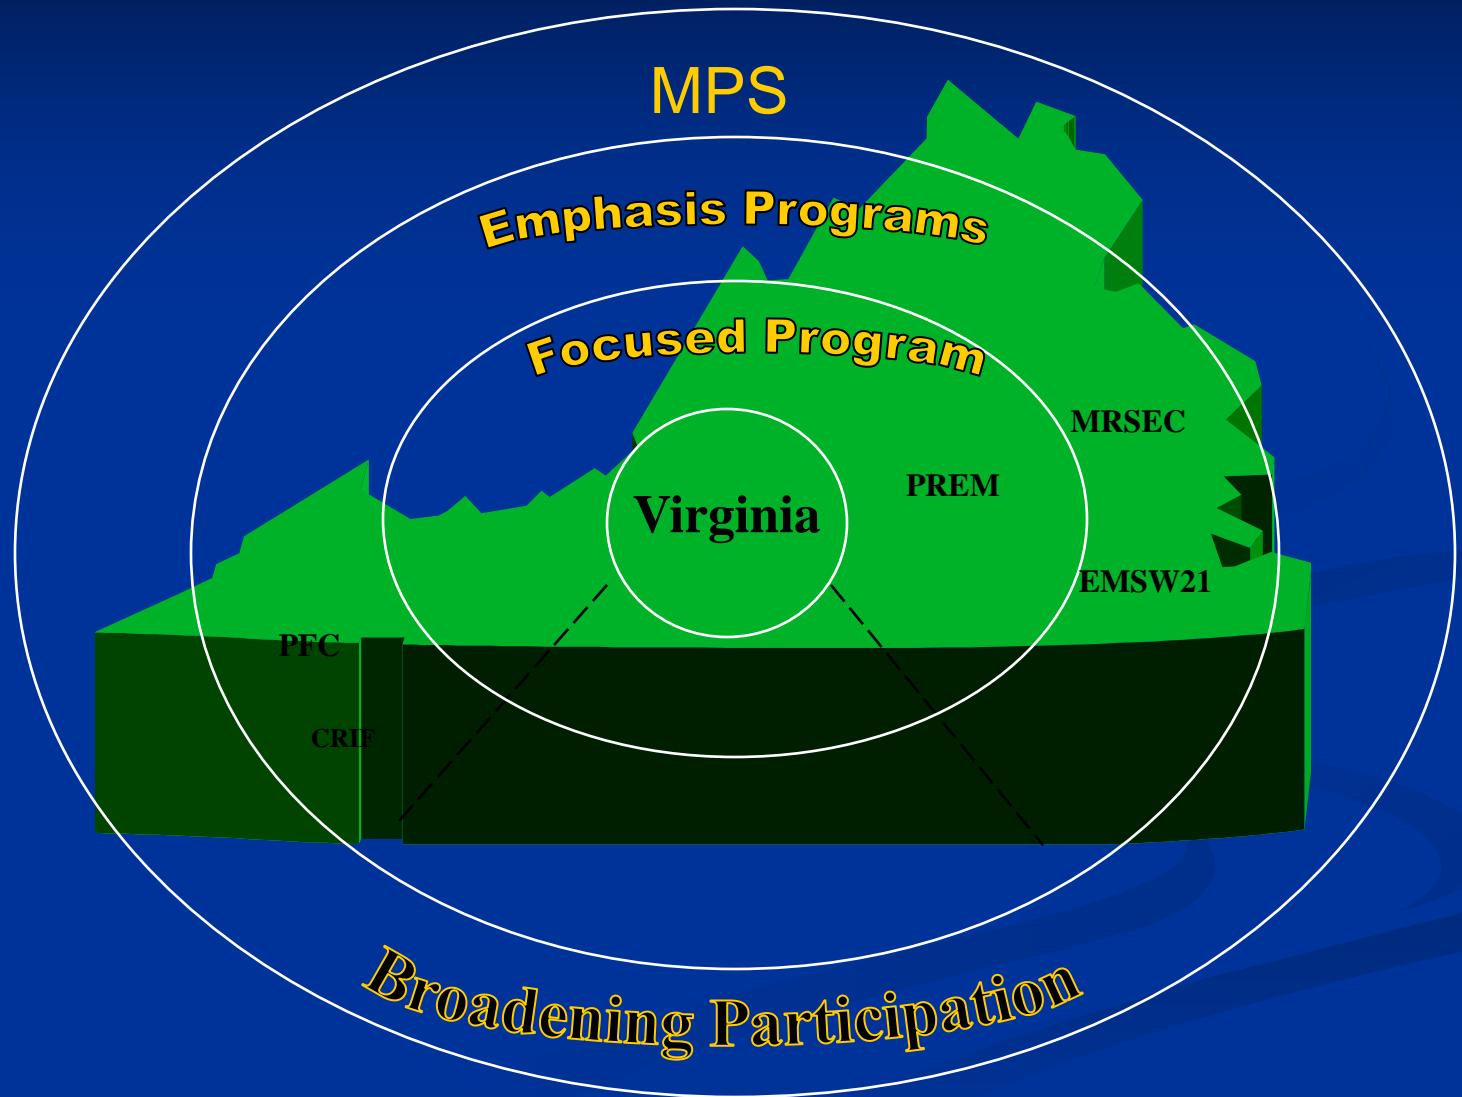 MPS
Emphasis Programs
Focused Program
MRSEC
PREM
Virginia
EMSW21
PFC
CRIF
Broadening Participation